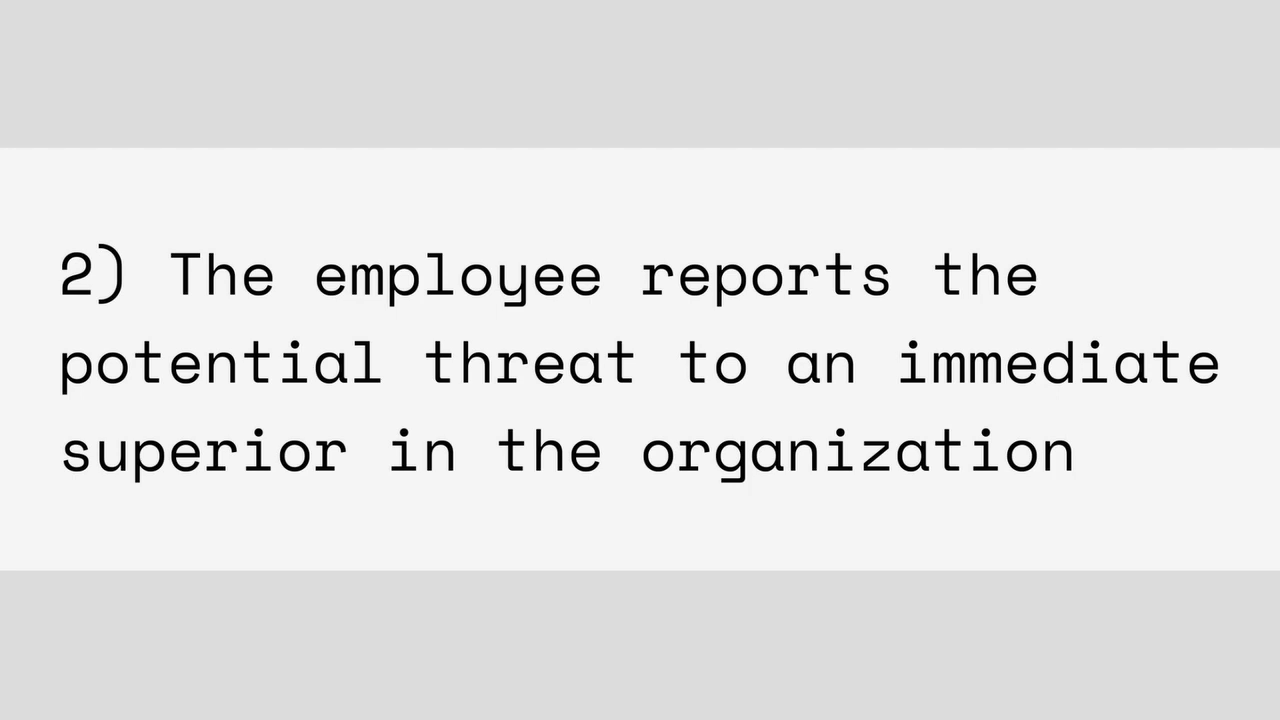 2) The employee reports the
potential threat to an immediate
superior in the organization